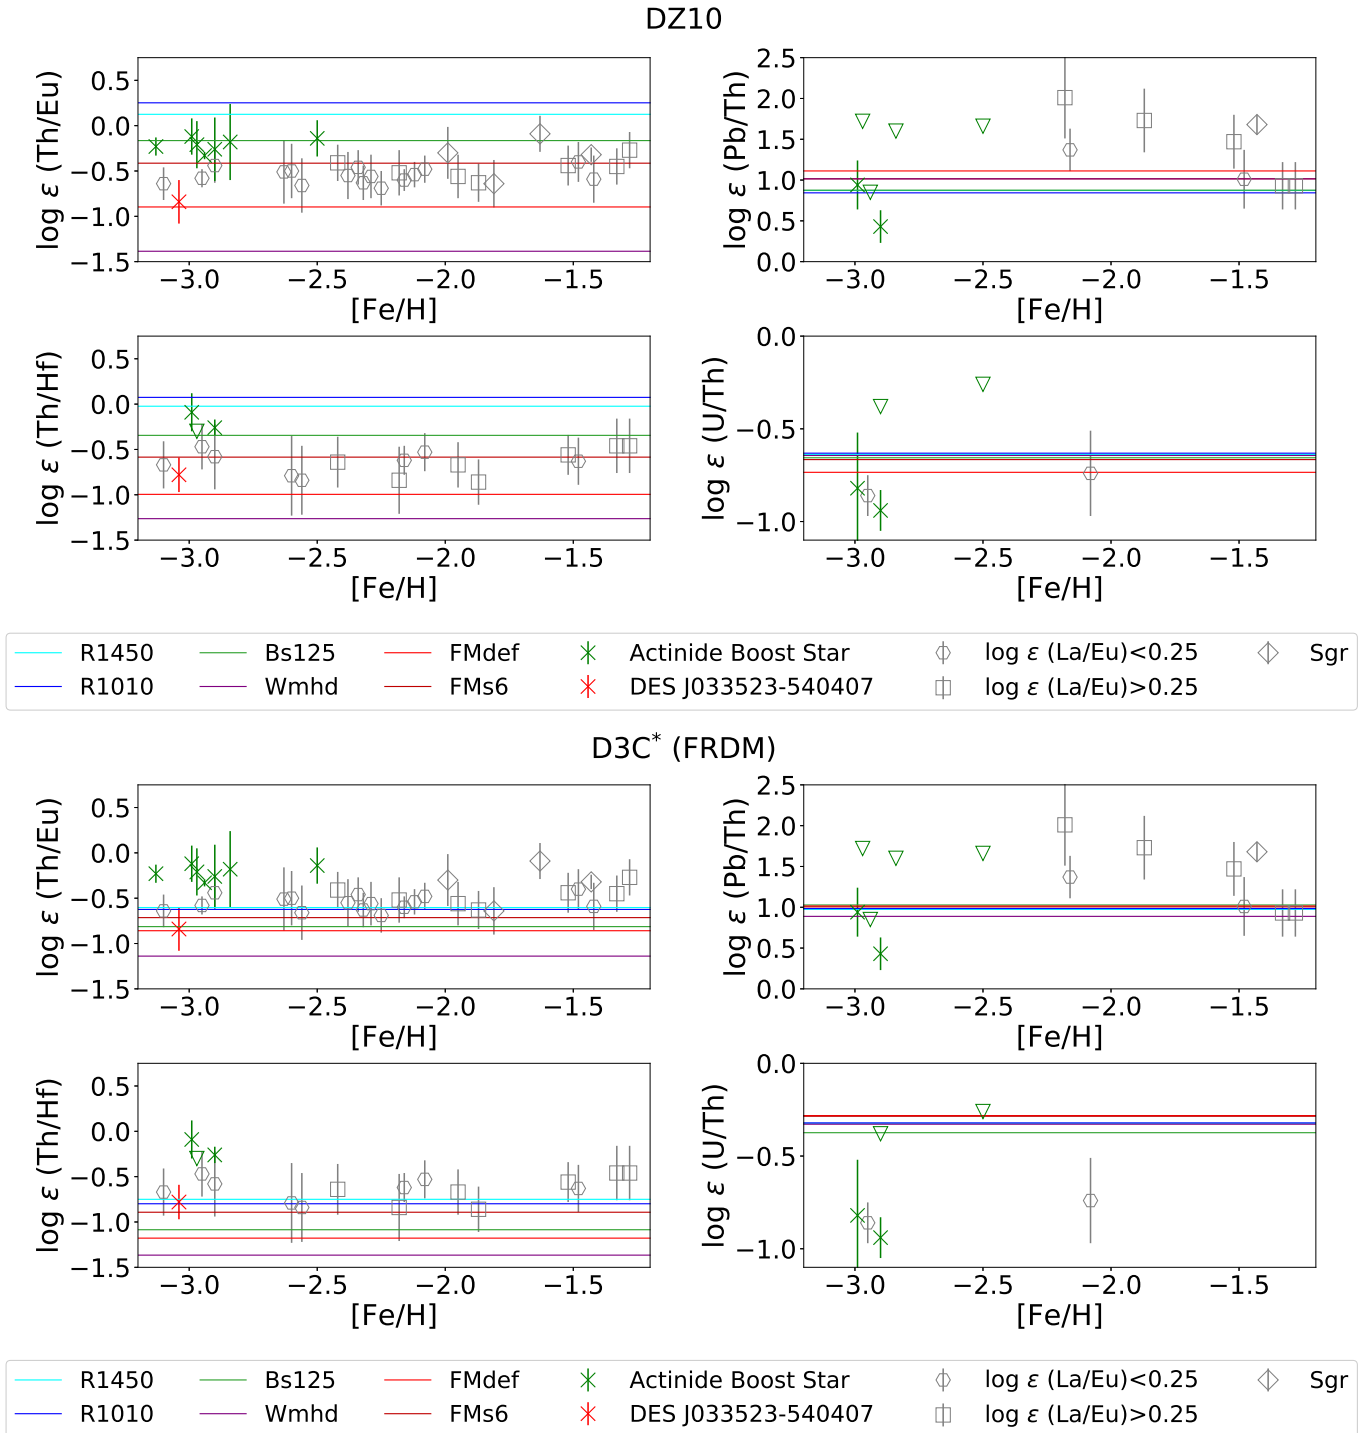 DZ10
log ε (Th/Eu)
0.5
0.0
−0.5
−1.0
−1.5
−3.0 −2.5 −2.0 −1.5
[Fe/H]
log ε (Pb/Th)
2.5
2.0
1.5
1.0
0.5
0.0
−3.0 −2.5 −2.0 −1.5
[Fe/H]
log ε (Th/Hf)
0.5
0.0
−0.5
−1.0
−1.5
−3.0 −2.5 −2.0 −1.5
[Fe/H]
log ε (U/Th)
0.0
−0.5
−1.0
−3.0 −2.5 −2.0 −1.5
[Fe/H]
R1450 Bs125 FMdef Actinide Boost Star log ε (La/Eu)<0.25 Sgr
R1010 Wmhd FMs6 DES J033523-540407 log ε (La/Eu)>0.25
D3C* (FRDM)
log ε (Th/Eu)
0.5
0.0
−0.5
−1.0
−1.5
−3.0 −2.5 −2.0 −1.5
[Fe/H]
log ε (Pb/Th)
2.5
2.0
1.5
1.0
0.5
0.0
−3.0 −2.5 −2.0 −1.5
[Fe/H]
log ε (Th/Hf)
0.5
0.0
−0.5
−1.0
−1.5
−3.0 −2.5 −2.0 −1.5
[Fe/H]
log ε (U/Th)
0.0
−0.5
−1.0
−3.0 −2.5 −2.0 −1.5
[Fe/H]
R1450 Bs125 FMdef Actinide Boost Star log ε (La/Eu)<0.25 Sgr
R1010 Wmhd FMs6 DES J033523-540407 log ε (La/Eu)>0.25